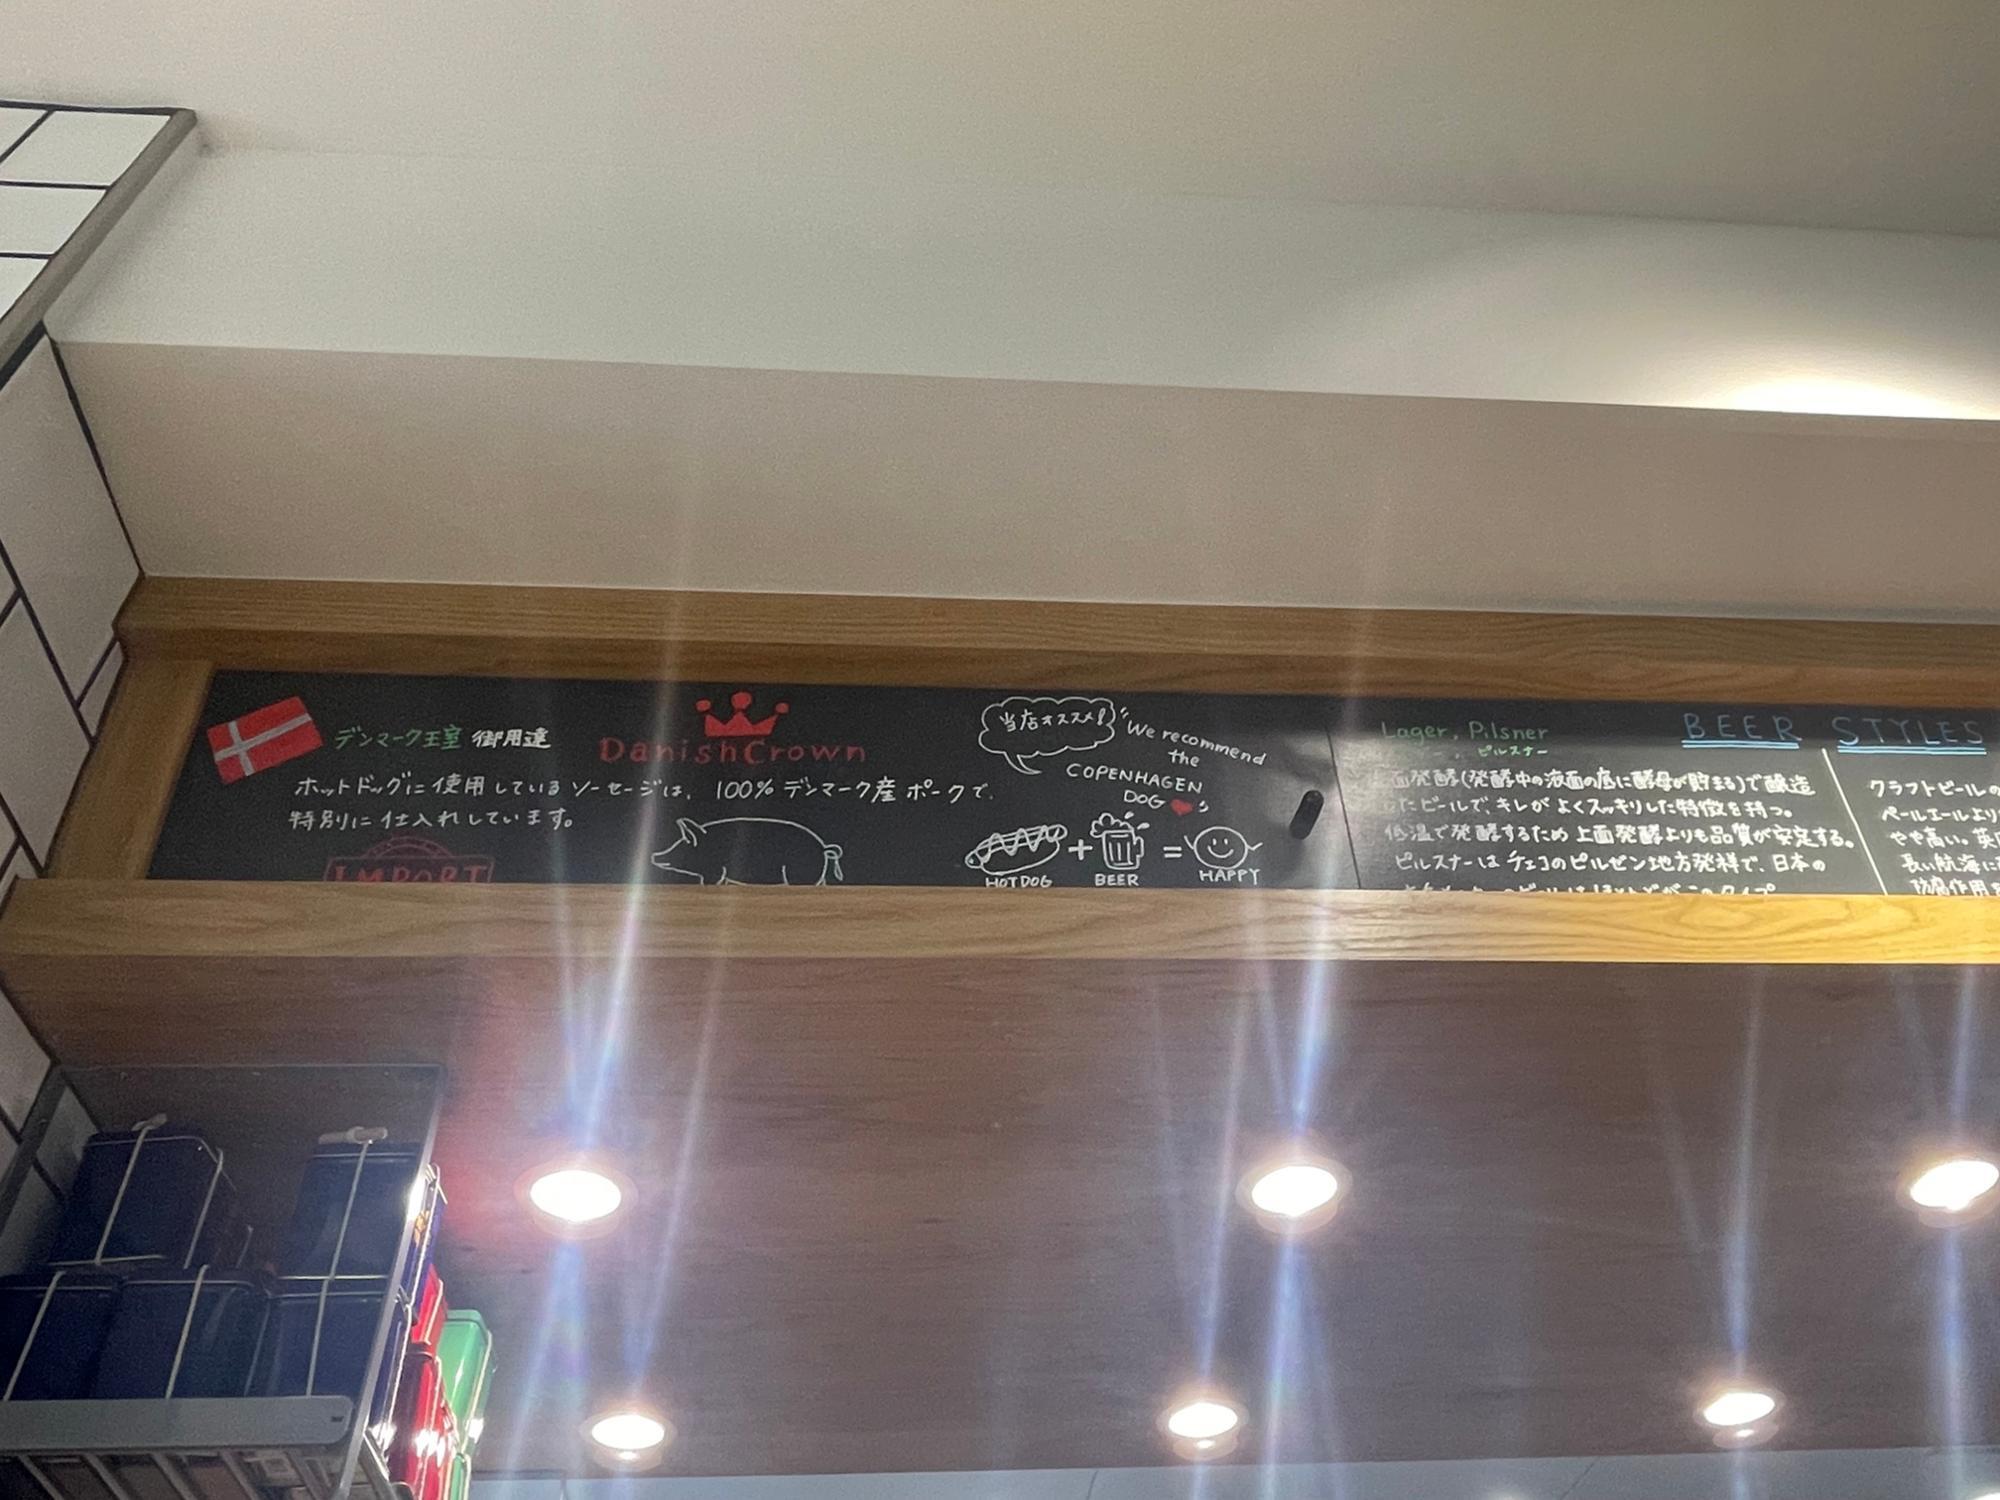 デンマーク王室 御用達
DanishCrown
ホットドッグに使用しているソーセージは、100% デンマーク産ポークで、
特別に仕入れしています。
IMPORT
当店オススメ!
"We recommend
the
COPENHAGEN
DOG
HOTDOG + BEER = HAPPY
BEER STYLES
Lager, Pilsner
ピルスナー
面発酵(発酵中の液面の底に酵母が貯まる)で醸造
たビールでキレがよくスッキリした特徴を持つ。
低温で発酵するため上面発酵よりも品質が安定する。
ピルスナーはチェコのピルゼン地方発祥で、日本の
クラフトビールの
ペールエールより
やや高い。英
長い航海に
防腐作用